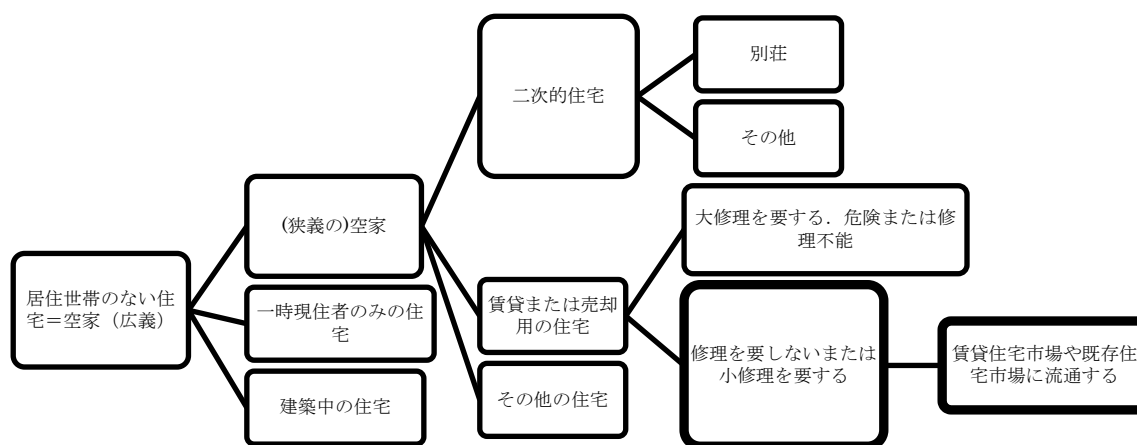 居住世帯のない住
宅＝空家（広義）
(狭義の)空家
一時現住者のみの住
宅
建築中の住宅
二次的住宅
賃貸または売却
用の住宅
その他の住宅
別荘
その他
大修理を要する．危険または修
理不能
修理を要しないまたは
小修理を要する
賃貸住宅市場や既存住
宅市場に流通する